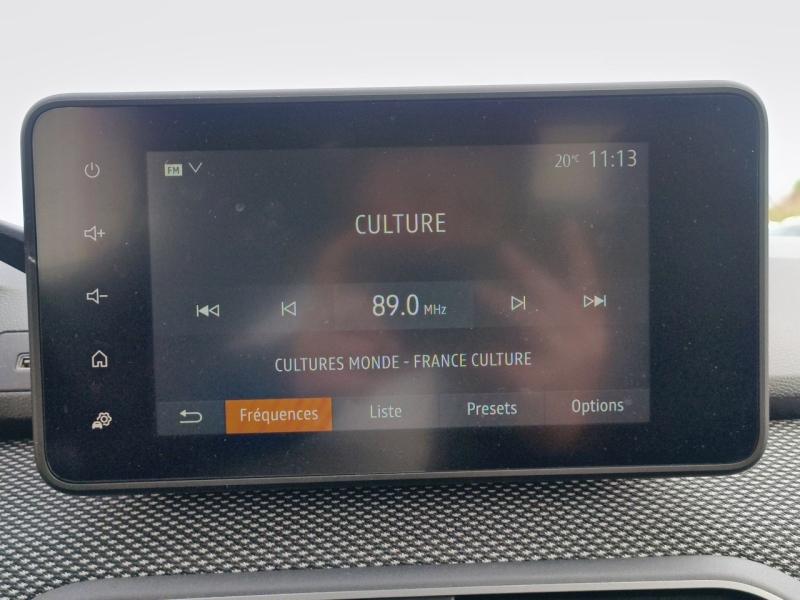 FM 20°C 11:13
CULTURE
89.0 MHz
CULTURES MONDE - FRANCE CULTURE
Fréquences Liste Presets Options